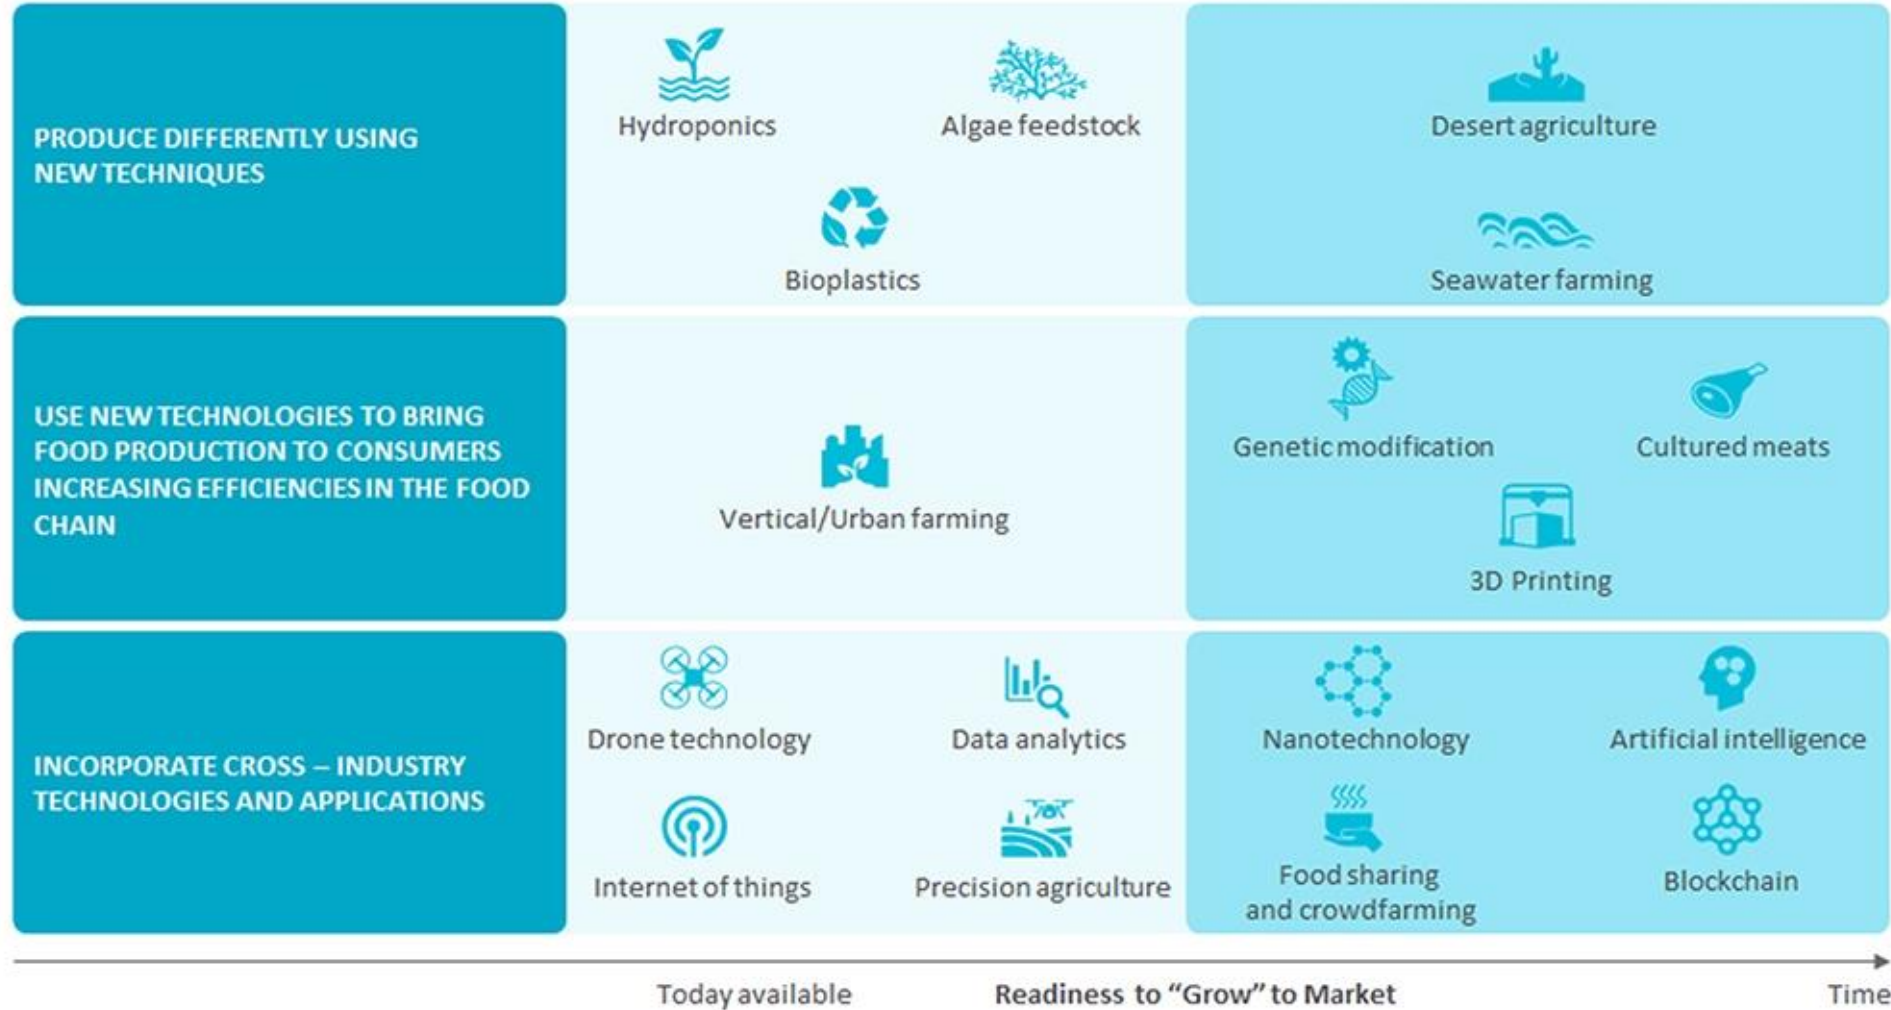 PRODUCE DIFFERENTLY USING
NEW TECHNIQUES
Hydroponics
Algae feedstock
Bioplastics
Desert agriculture
Seawater farming
USE NEW TECHNOLOGIES TO BRING
FOOD PRODUCTION TO CONSUMERS
INCREASING EFFICIENCIES IN THE FOOD
CHAIN
Vertical/Urban farming
Genetic modification
Cultured meats
3D Printing
INCORPORATE CROSS – INDUSTRY
TECHNOLOGIES AND APPLICATIONS
Drone technology
Data analytics
Internet of things
Precision agriculture
Nanotechnology
Artificial intelligence
Food sharing
and crowdfarming
Blockchain
Today available
Readiness to “Grow” to Market
Time